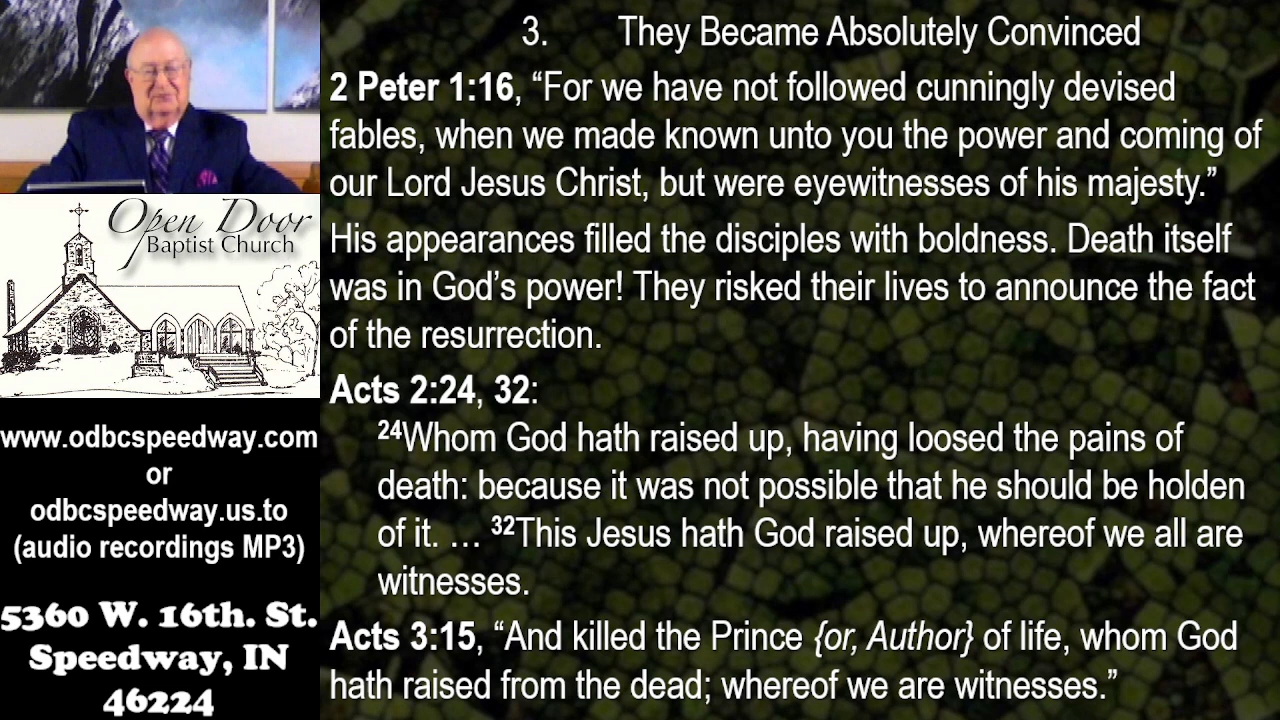 3. They Became Absolutely Convinced
2 Peter 1:16, “For we have not followed cunningly devised
fables, when we made known unto you the power and coming of
our Lord Jesus Christ, but were eyewitnesses of his majesty.”
His appearances filled the disciples with boldness. Death itself
was in God’s power! They risked their lives to announce the fact
of the resurrection.
Acts 2:24, 32:
24Whom God hath raised up, having loosed the pains of
death: because it was not possible that he should be holden
of it. … 32This Jesus hath God raised up, whereof we all are
witnesses.
Acts 3:15, “And killed the Prince {or, Author} of life, whom God
hath raised from the dead; whereof we are witnesses.”
Open Door
Baptist Church
www.odbcspeedway.com
or
odbcspeedway.us.to
(audio recordings MP3)
5360 W. 16th. St.
Speedway, IN
46224